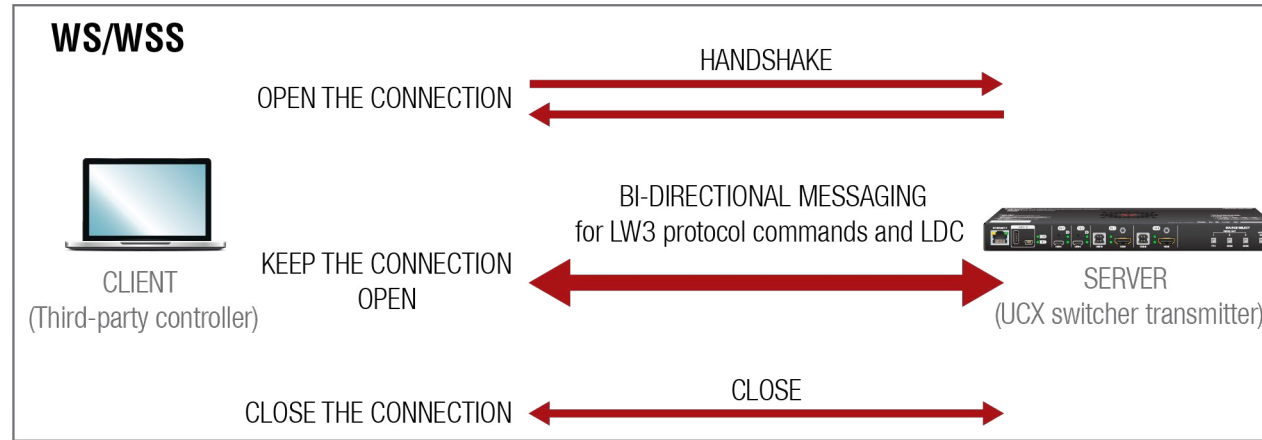 WS/WSS
HANDSHAKE
OPEN THE CONNECTION
BI-DIRECTIONAL MESSAGING
for LW3 protocol commands and LDC
KEEP THE CONNECTION
OPEN
CLIENT
(Third-party controller)
SERVER
(UCX switcher transmitter)
CLOSE
CLOSE THE CONNECTION